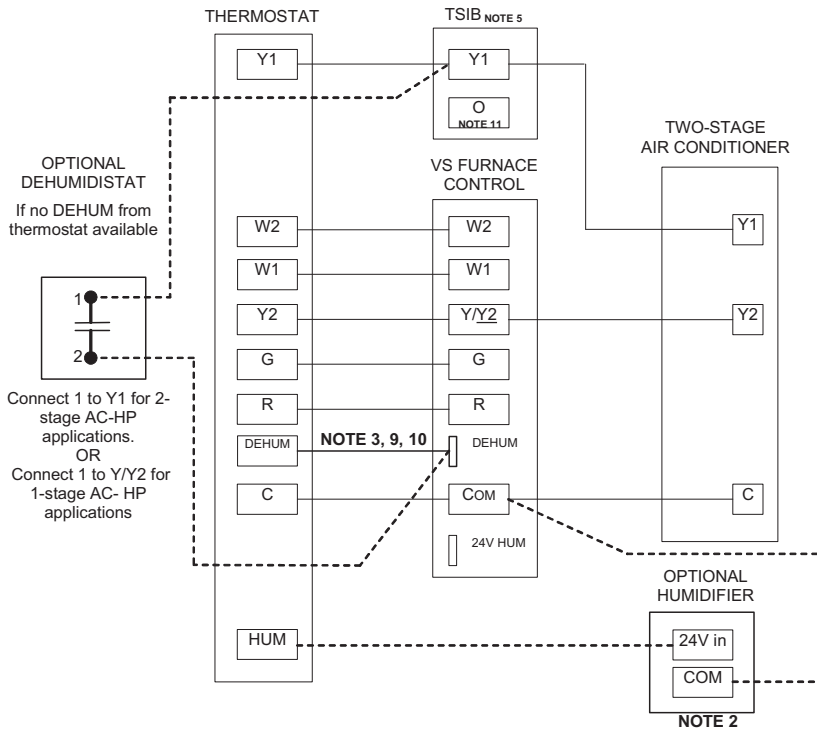 THERMOSTAT
TSIB NOTE 5
Y1
Y1
O
NOTE 11
TWO-STAGE
AIR CONDITIONER
OPTIONAL
DEHUMIDISTAT
If no DEHUM from
thermostat available
VS FURNACE
CONTROL
W2
W2
Y1
W1
W1
1
2
Y2
Y/Y2
Y2
G
G
Connect 1 to Y1 for 2-
stage AC-HP
applications.
OR
Connect 1 to Y/Y2 for
1-stage AC- HP
applications
R
R
DEHUM
NOTE 3, 9, 10
DEHUM
C
COM
C
24V HUM
OPTIONAL
HUMIDIFIER
HUM
24V in
COM
NOTE 2